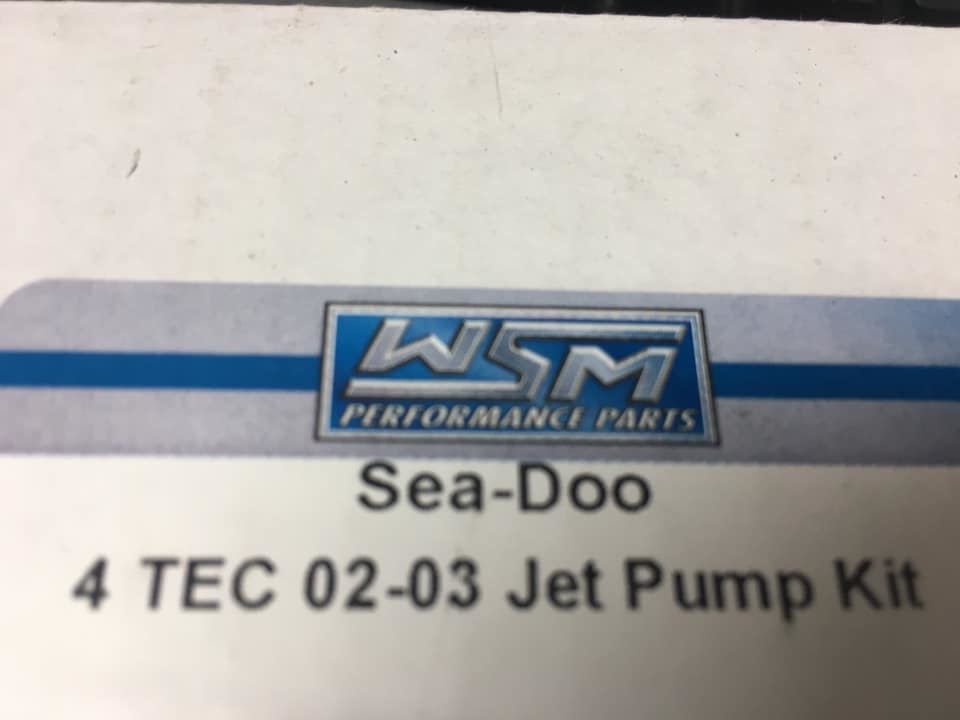 WSM
PERFORMANCE PARTS
Sea-Doo
4 TEC 02-03 Jet Pump Kit